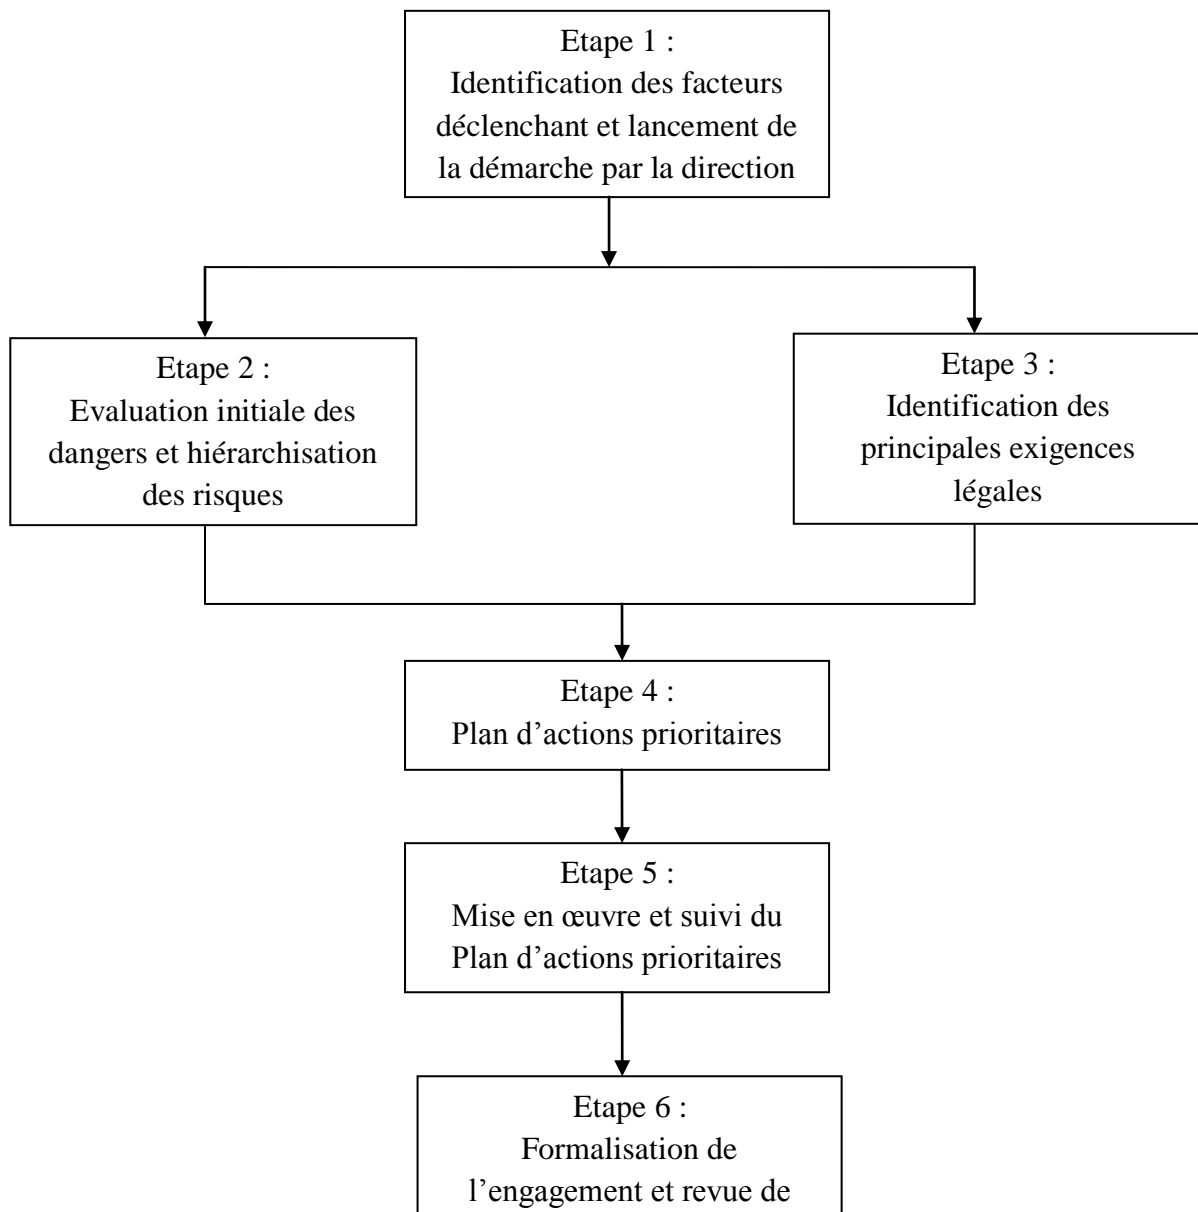 Etape 1 :
Identification des facteurs
déclenchant et lancement de
la démarche par la direction
Etape 2 :
Evaluation initiale des
dangers et hiérarchisation
des risques
Etape 3 :
Identification des
principales exigences
légales
Etape 4 :
Plan d’actions prioritaires
Etape 5 :
Mise en œuvre et suivi du
Plan d’actions prioritaires
Etape 6 :
Formalisation de
l’engagement et revue de